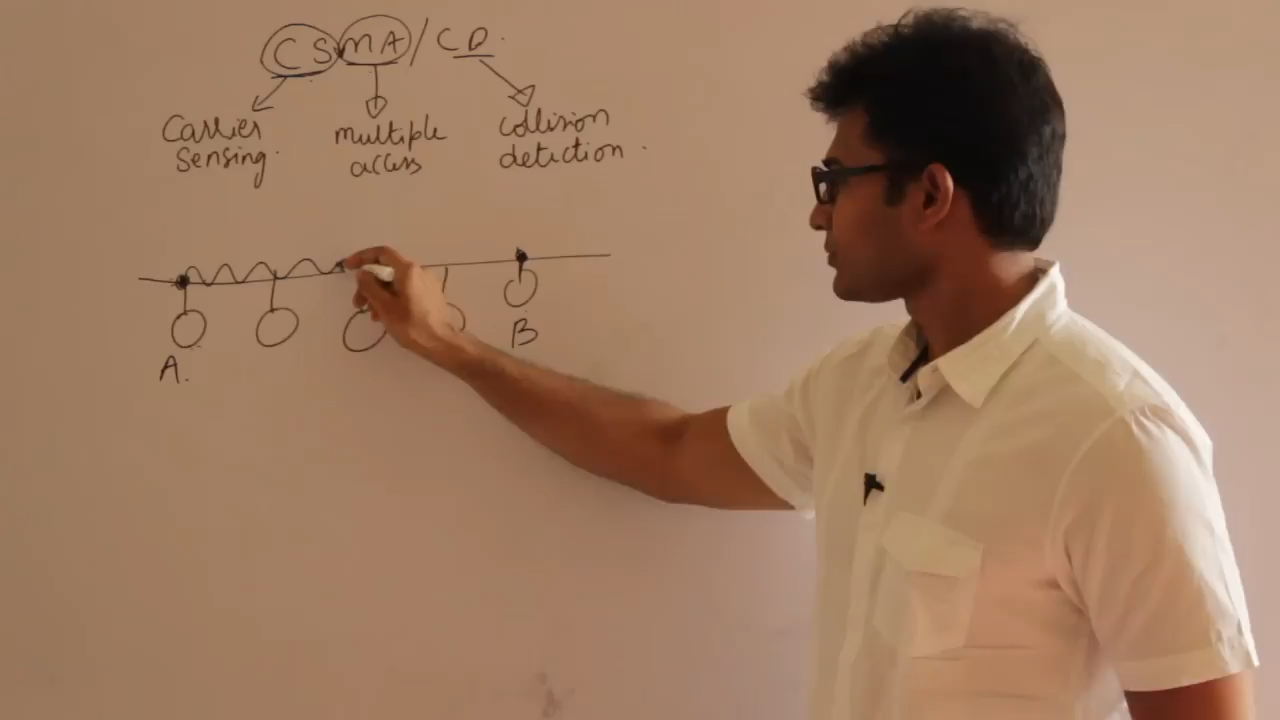 CSMA/CD.
Carrier
Sensing.
multiple
access
collision
detection.
A.
B